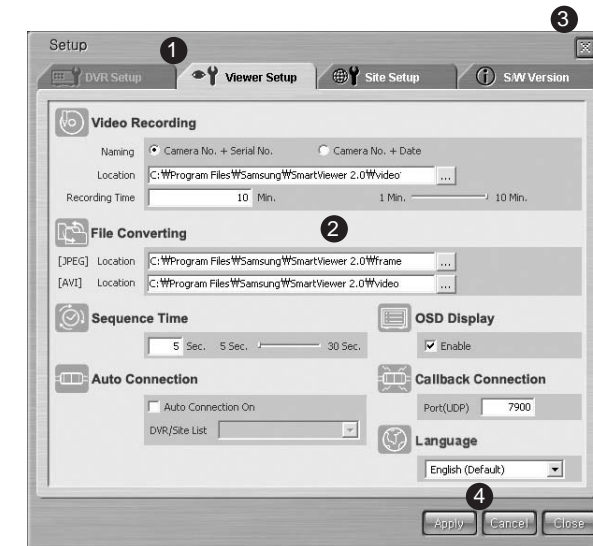 3
Setup
1
DVR Setup
Viewer Setup
Site Setup
S/W Version
Video Recording
Naming Camera No. + Serial No. Camera No. + Date
Location C:₩Program Files₩Samsung₩SmartViewer 2.0₩video ...
Recording Time 10 Min. 1 Min. 10 Min.
File Converting
2
[JPEG] Location C:₩Program Files₩Samsung₩SmartViewer 2.0₩frame ...
[AVI] Location C:₩Program Files₩Samsung₩SmartViewer 2.0₩video ...
Sequence Time
5 Sec. 5 Sec. 30 Sec.
OSD Display
Enable
Auto Connection
Auto Connection On
DVR/Site List
Callback Connection
Port(UDP) 7900
Language
English (Default)
4
Apply Cancel Close